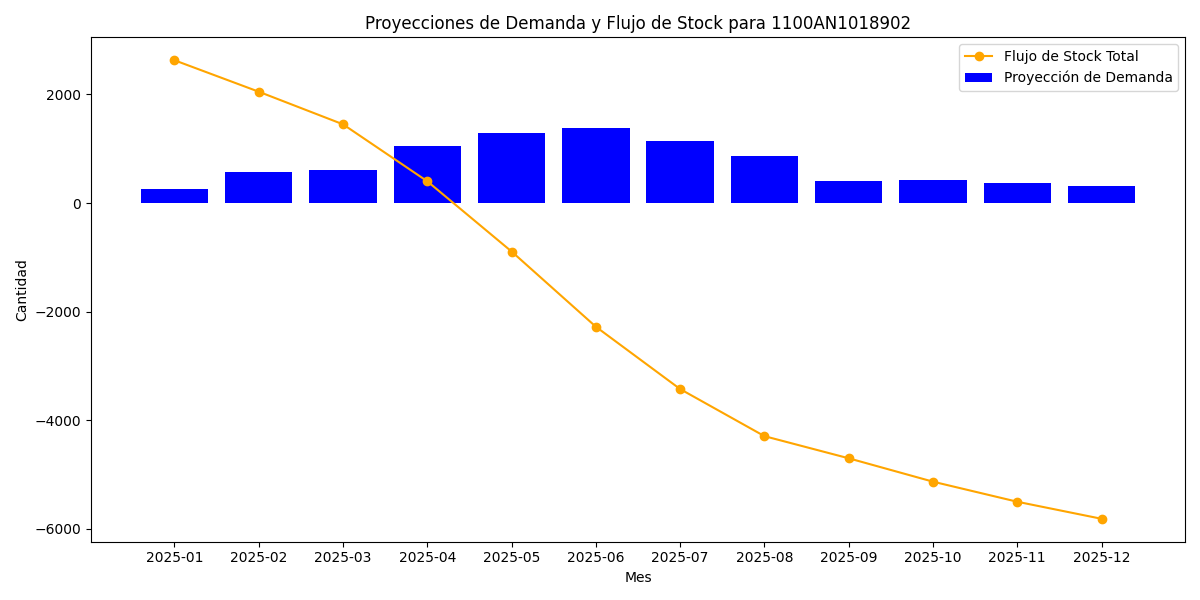 Proyecciones de Demanda y Flujo de Stock para 1100AN1018902
Flujo de Stock Total
Proyección de Demanda
Cantidad
2000
0
−2000
−4000
−6000
2025-01 2025-02 2025-03 2025-04 2025-05 2025-06 2025-07 2025-08 2025-09 2025-10 2025-11 2025-12
Mes